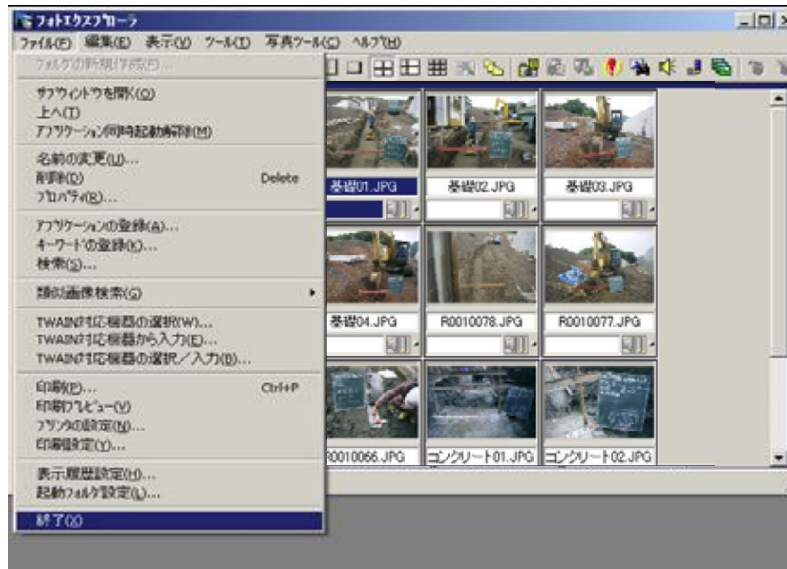 フォトエクスプローラ
ファイル(F) 編集(E) 表示(V) ツール(T) 写真ツール(C) ヘルプ(H)
フォルダの新規作成(F)...
サブウィンドウを開く(O)
上へ(T)
アプリケーション同時起動解除(M)
名前の変更(U)...
削除(D) Delete
プロパティ(R)...
アプリケーションの登録(A)...
キーワードの登録(K)...
検索(S)...
類似画像検索(G)
TWAIN対応機器の選択(W)...
TWAIN対応機器から入力(E)...
TWAIN対応機器の選択／入力(B)...
印刷(P)... Ctrl+P
印刷プレビュー(V)
プリンタの設定(N)...
印刷設定(Y)...
表示履歴設定(H)...
起動フォルダ設定(L)...
終了(X)
基礎01.JPG 基礎02.JPG 基礎03.JPG
基礎04.JPG R0010078.JPG R0010077.JPG
R0010066.JPG コンクリート01.JPG コンクリート02.JPG